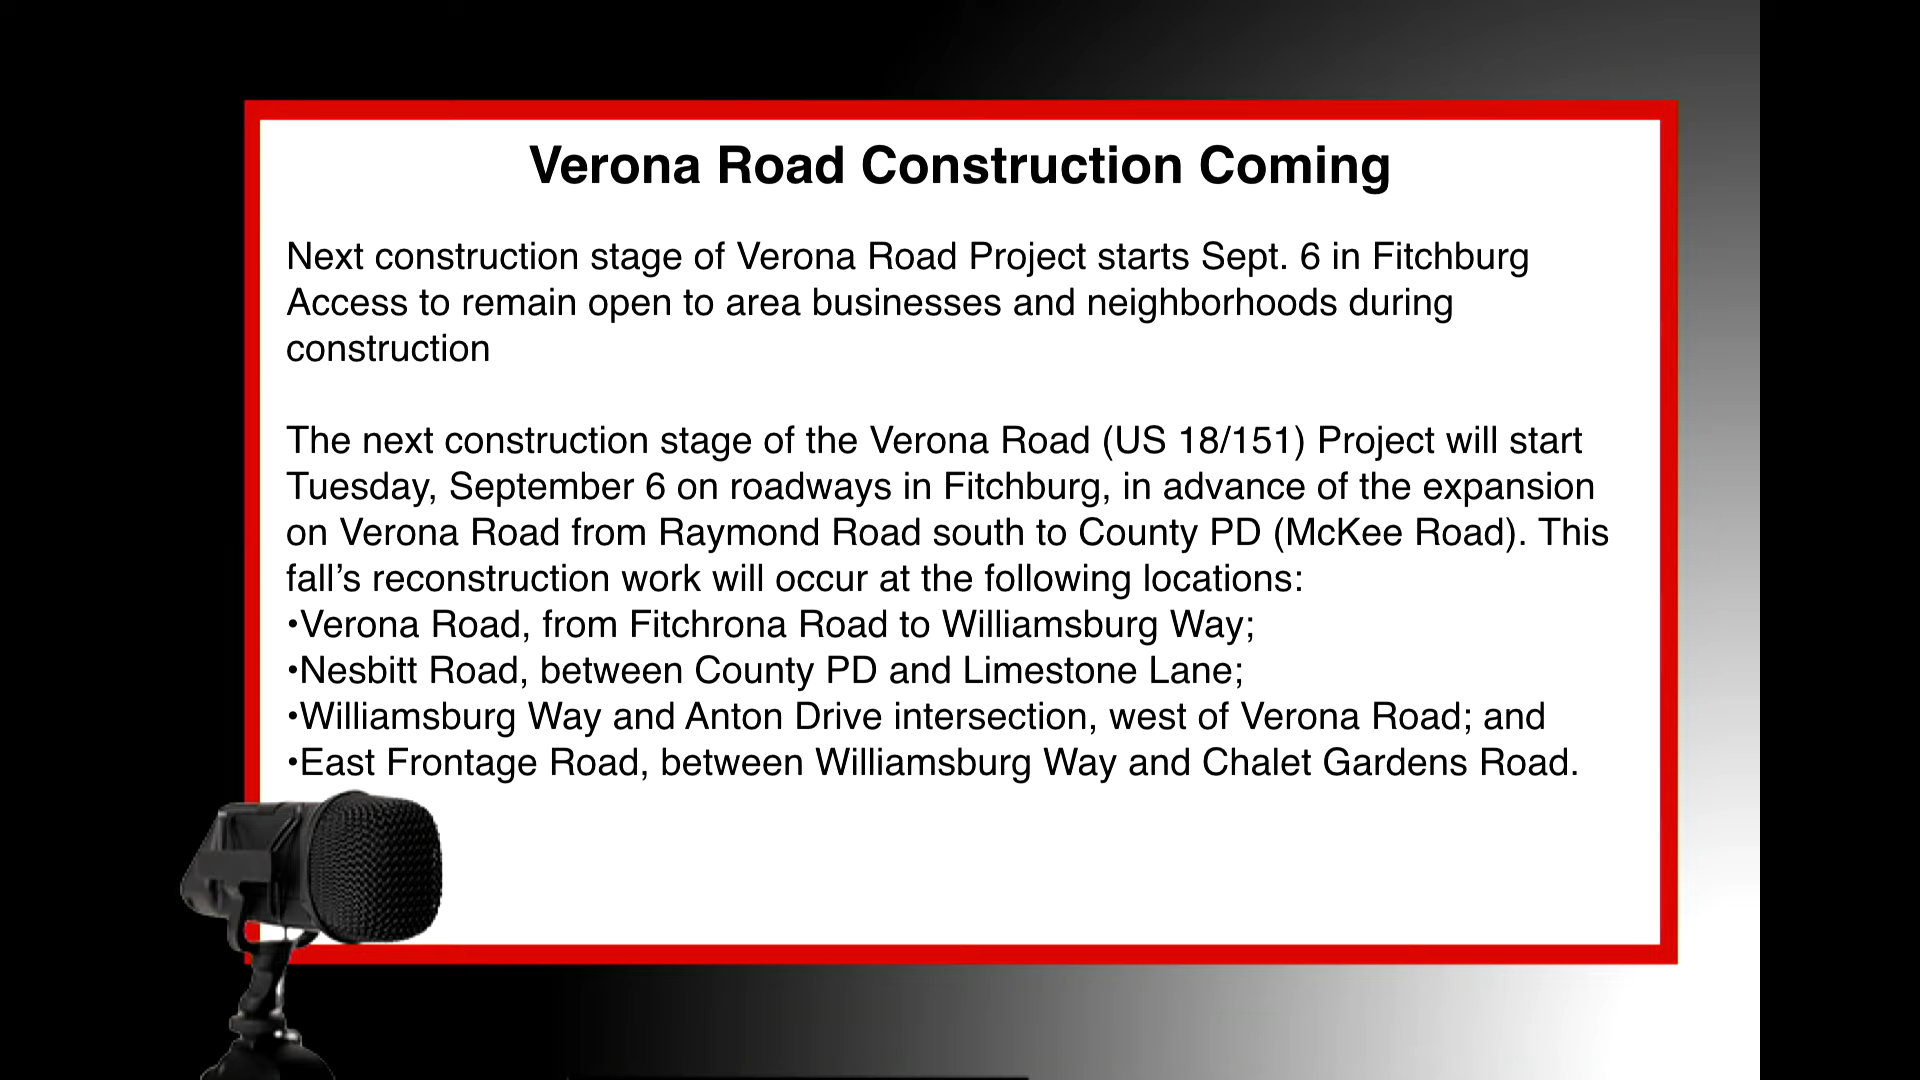 Verona Road Construction Coming
Next construction stage of Verona Road Project starts Sept. 6 in Fitchburg
Access to remain open to area businesses and neighborhoods during
construction
The next construction stage of the Verona Road (US 18/151) Project will start
Tuesday, September 6 on roadways in Fitchburg, in advance of the expansion
on Verona Road from Raymond Road south to County PD (McKee Road). This
fall’s reconstruction work will occur at the following locations:
•Verona Road, from Fitchrona Road to Williamsburg Way;
•Nesbitt Road, between County PD and Limestone Lane;
•Williamsburg Way and Anton Drive intersection, west of Verona Road; and
•East Frontage Road, between Williamsburg Way and Chalet Gardens Road.